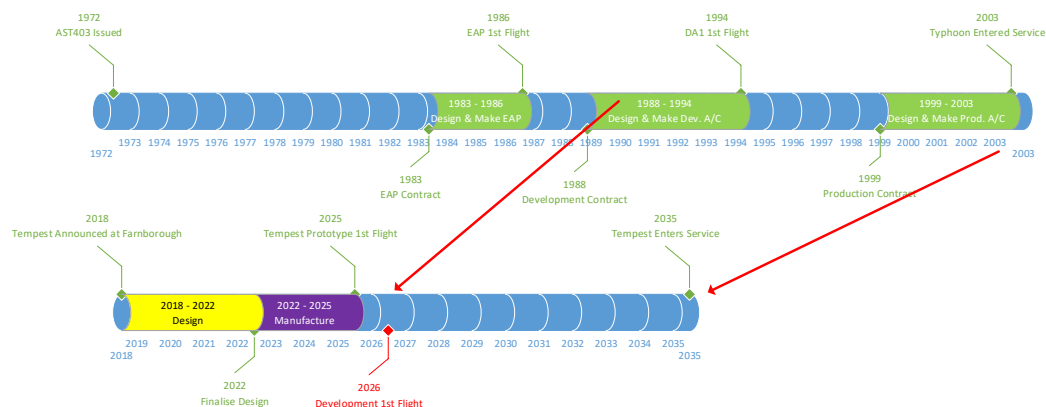 1972
AST403 Issued
1986
EAP 1st Flight
1994
DA1 1st Flight
2003
Typhoon Entered Service
1983 - 1986
Design & Make EAP
1988 - 1994
Design & Make Dev. A/C
1999 - 2003
Design & Make Prod. A/C
1973 1974 1975 1976 1977 1978 1979 1980 1981 1982 1983 1984 1985 1986 1987 1988 1989 1990 1991 1992 1993 1994 1995 1996 1997 1998 1999 2000 2001 2002 2003
1972
2003
1983
EAP Contract
1988
Development Contract
1999
Production Contract
2018
Tempest Announced at Farnborough
2025
Tempest Prototype 1st Flight
2035
Tempest Enters Service
2018 - 2022
Design
2022 - 2025
Manufacture
2019 2020 2021 2022 2023 2024 2025 2026 2027 2028 2029 2030 2031 2032 2033 2034 2035
2018
2035
2022
Finalise Design
2026
Development 1st Flight